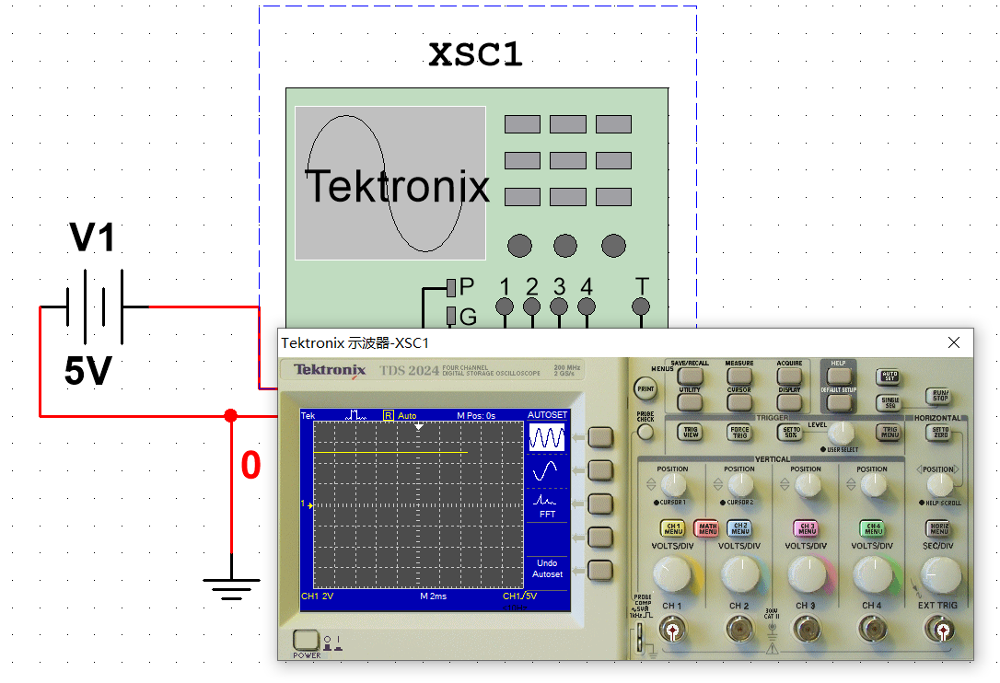 XSC1
Tektronix
P
G
1 2 3 4 T
V1
5V
0
Tektronix 示波器-XSC1
Tektronix TDS 2024 FOUR CHANNEL DIGITAL STORAGE OSCILLOSCOPE 200 MHz 2 GS/s
Tek R Auto M Pos: 0s AUTOSET
1
FFT
Undo
Autoset
CH1 2V M 2ms CH1 / 5V
POWER
MENUS SAVE/RECALL MEASURE ACQUIRE HELP AUTO SET
PRINT UTILITY CURSOR DISPLAY DEFAULT SETUP SINGLE SEQ RUN/STOP
PROBE CHECK TRIGGER HORIZONTAL
TRIG VIEW FORCE TRIG SET TO 50% LEVEL USER SELECT TRIG MENU SET TO ZERO
VERTICAL
POSITION POSITION POSITION POSITION POSITION
CURSOR 1 CURSOR 2 HELP SCROLL
CH 1 MENU MATH MENU CH 2 MENU CH 3 MENU CH 4 MENU HORIZ MENU
VOLTS/DIV VOLTS/DIV VOLTS/DIV VOLTS/DIV SEC/DIV
PROBE COMP ~5V@ 1kHz CH 1 CH 2 300V CAT II CH 3 CH 4 EXT TRIG